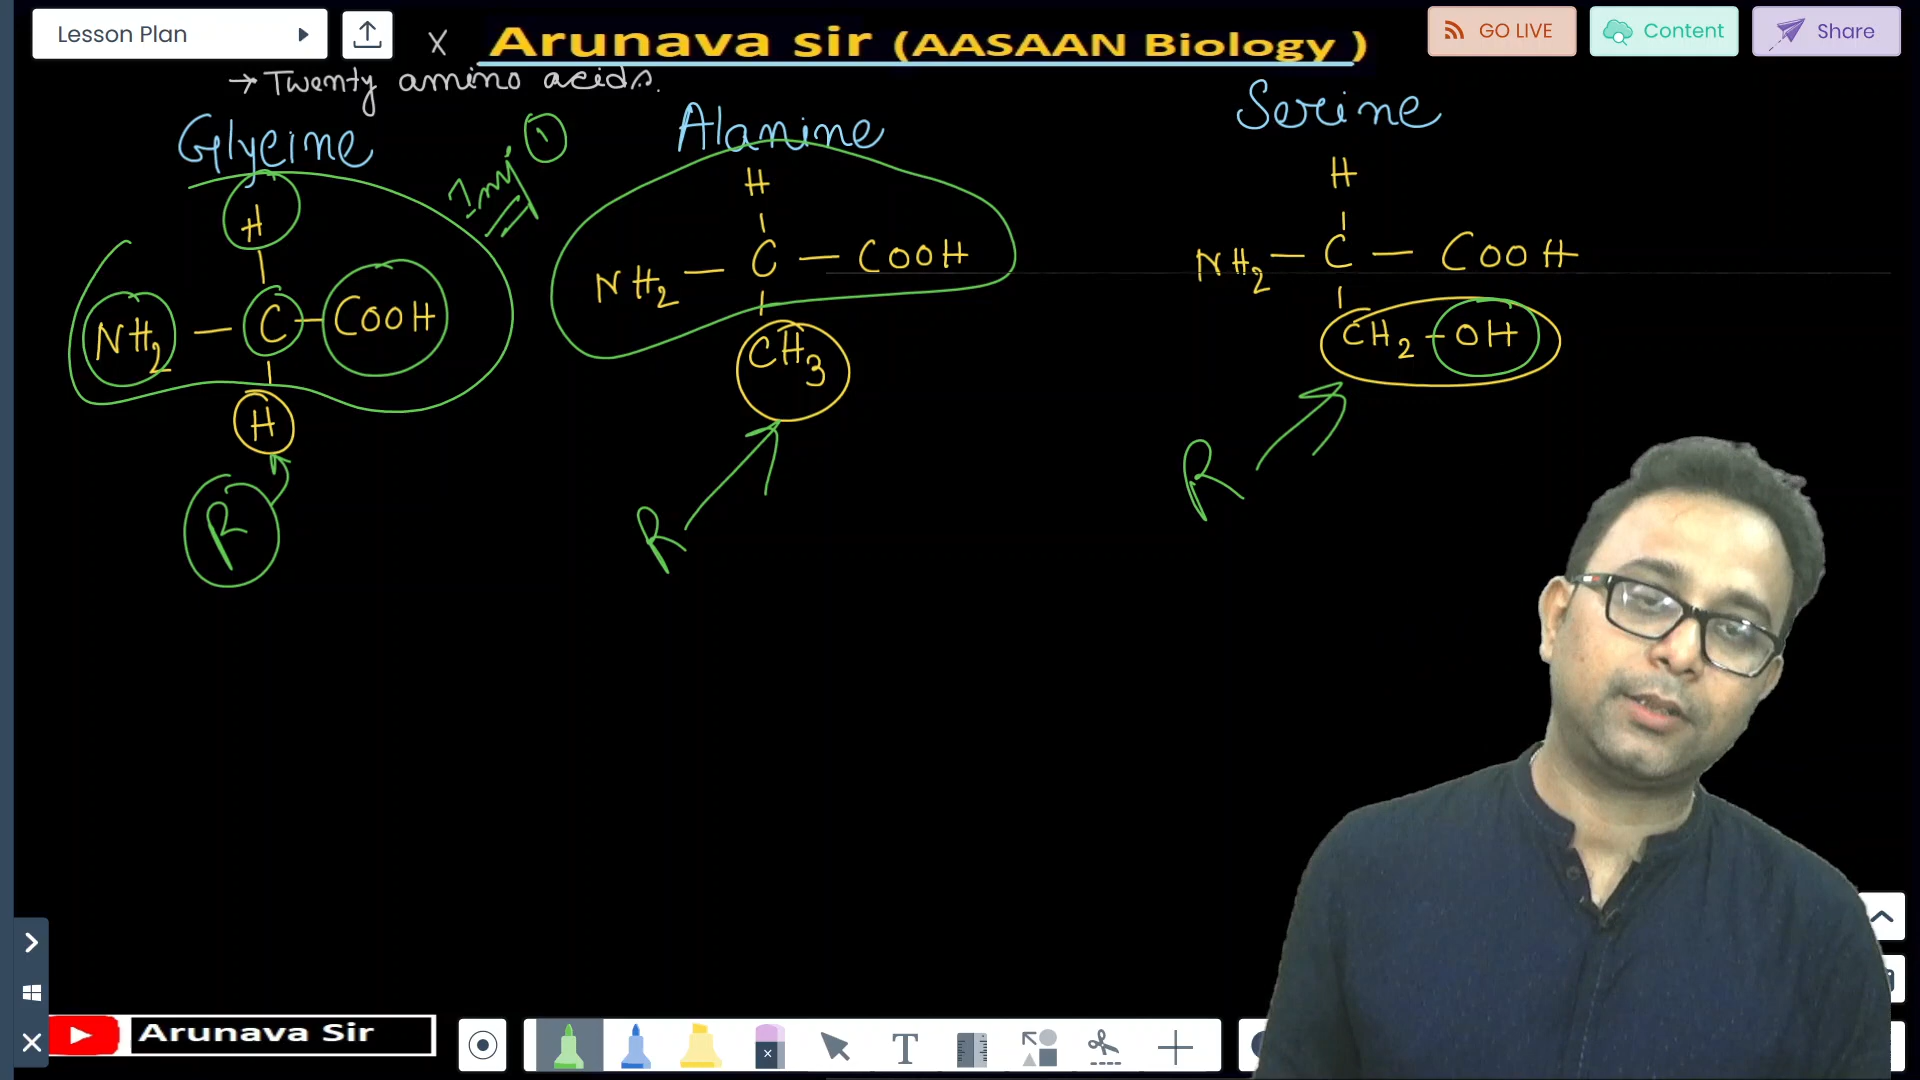 Lesson Plan
x Arunava sir (AASAAN Biology )
GO LIVE
Content
Share
→ Twenty amino acids.
Glycine
Alanine
Serine
Imp. ①
H
H
H
NH2 — C — COOH
NH2 — C — COOH
NH2 — C — COOH
H
CH3
CH2 - OH
R
R
R
Arunava Sir
T